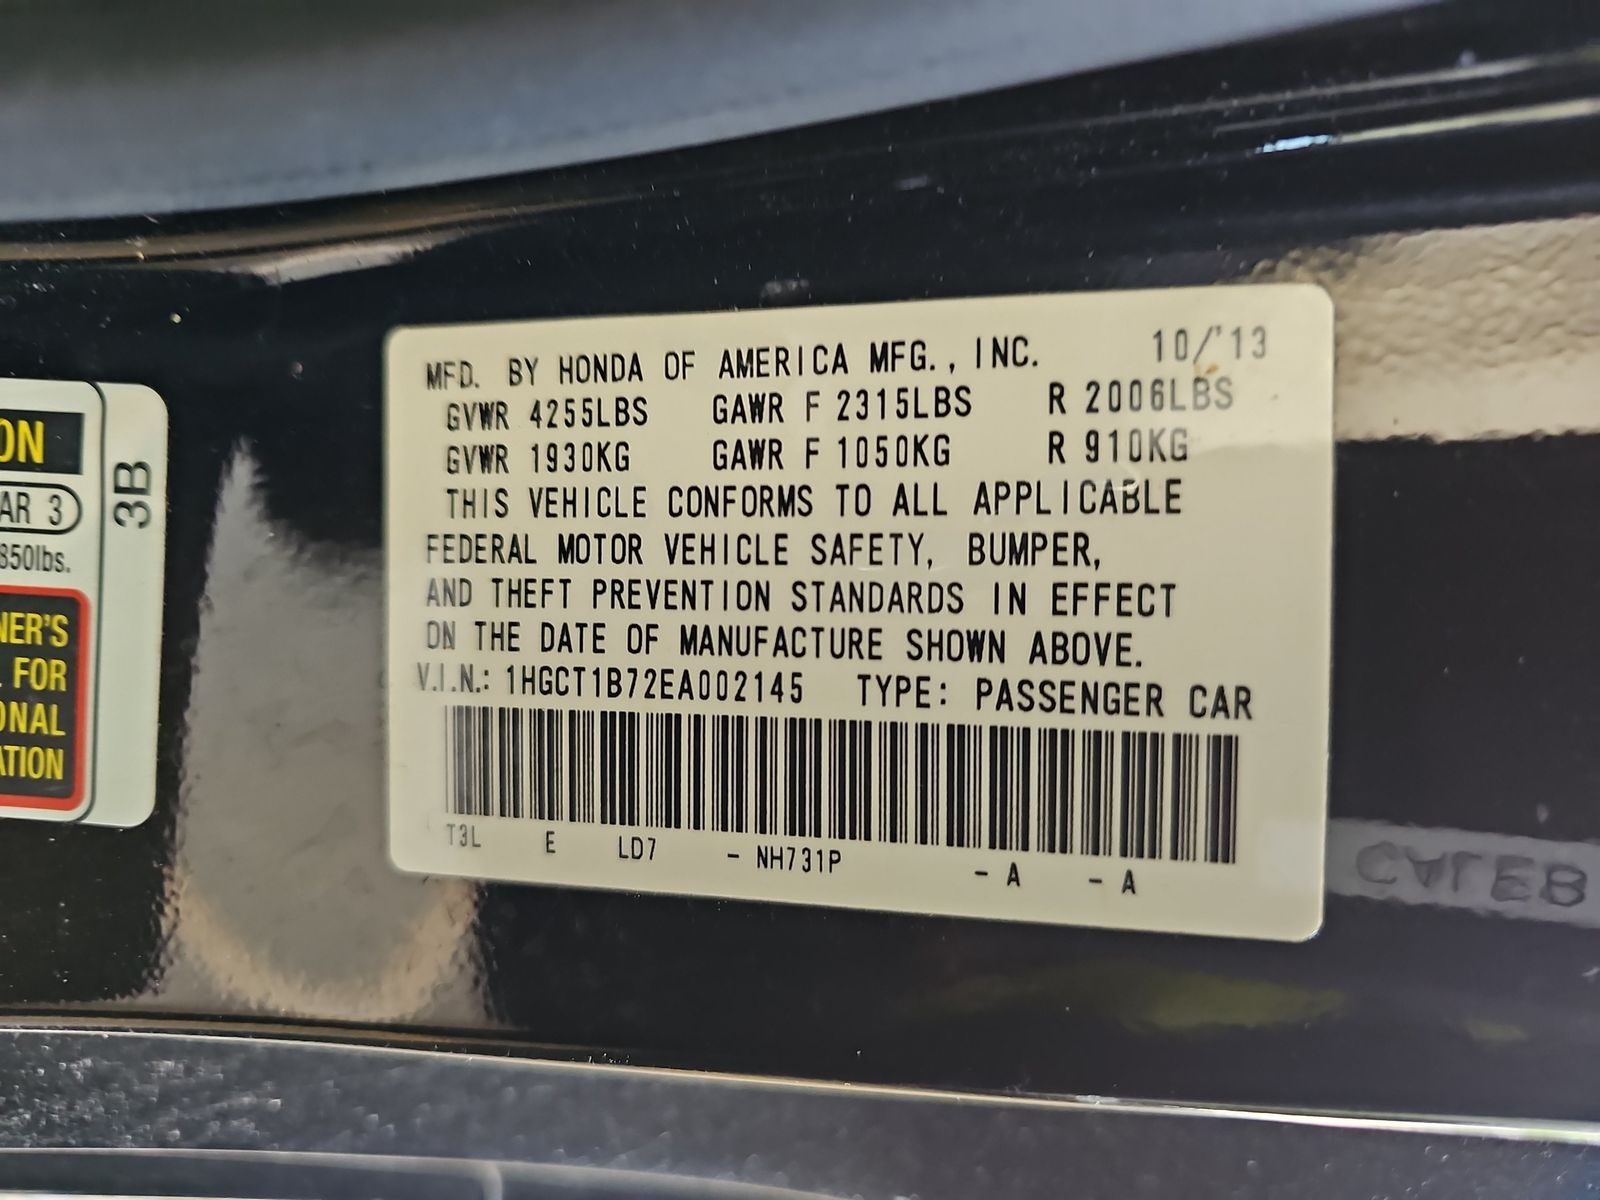 MFD. BY HONDA OF AMERICA MFG., INC. 10/'13
GVWR 4255LBS GAWR F 2315LBS R 2006LBS
GVWR 1930KG GAWR F 1050KG R 910KG
THIS VEHICLE CONFORMS TO ALL APPLICABLE
FEDERAL MOTOR VEHICLE SAFETY, BUMPER,
AND THEFT PREVENTION STANDARDS IN EFFECT
ON THE DATE OF MANUFACTURE SHOWN ABOVE.
V.I.N.: 1HGCT1B72EA002145 TYPE: PASSENGER CAR
T3L E LD7 - NH731P - A - A
ON
AR 3
850lbs.
NER'S
L FOR
ONAL
ATION
3B